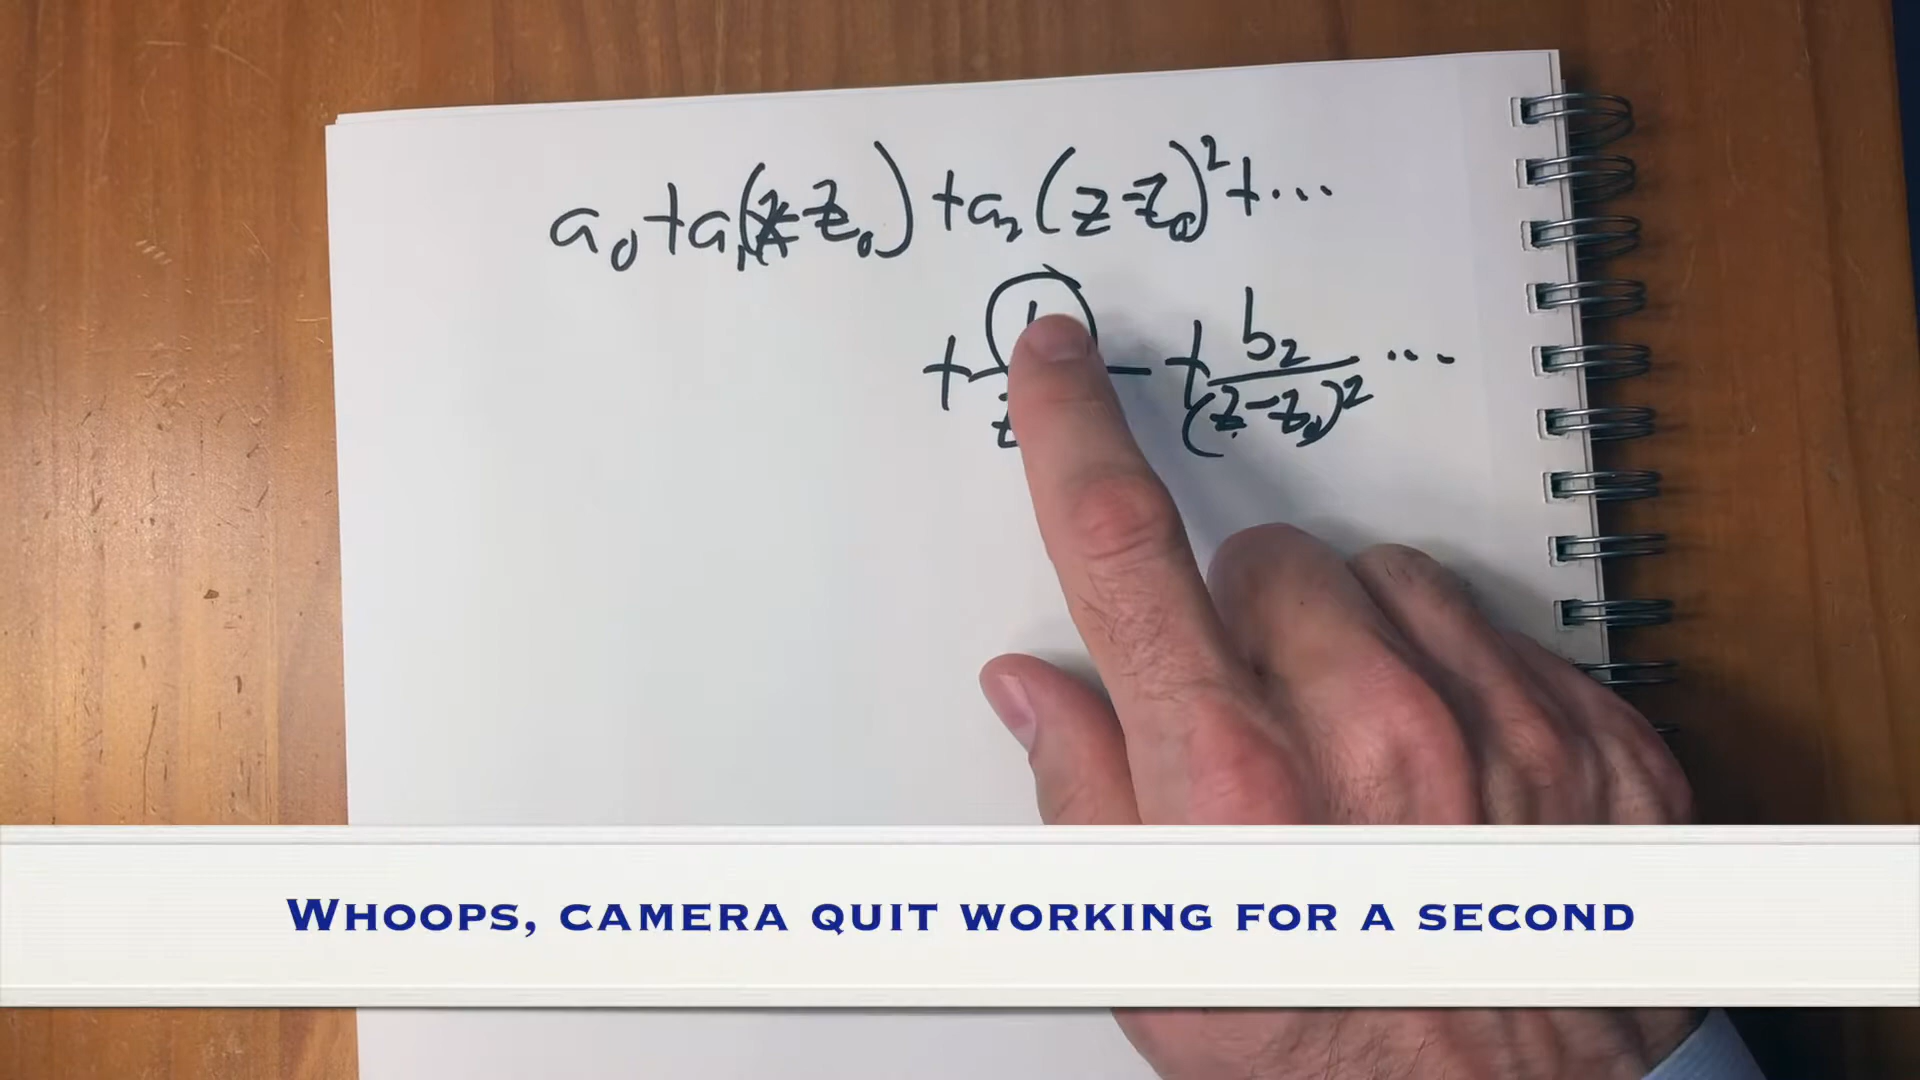 a₀ + a₁(z - z₀) + a₂(z - z₀)² + ...
+ + b₂/(z - z₀)² ...
WHOOPS, CAMERA QUIT WORKING FOR A SECOND